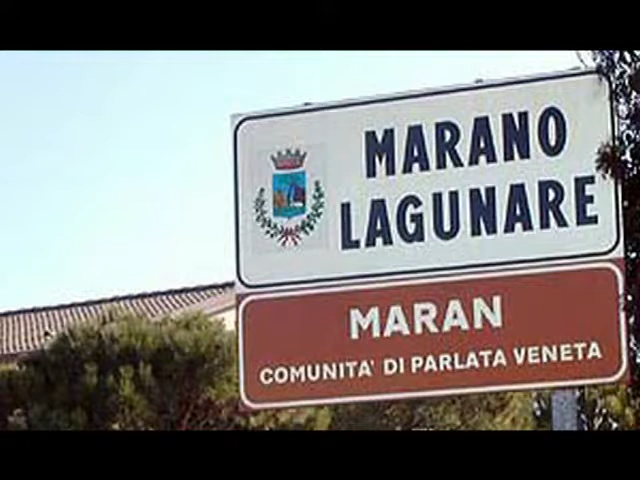 MARANO
LAGUNARE
MARAN
COMUNITA' DI PARLATA VENETA